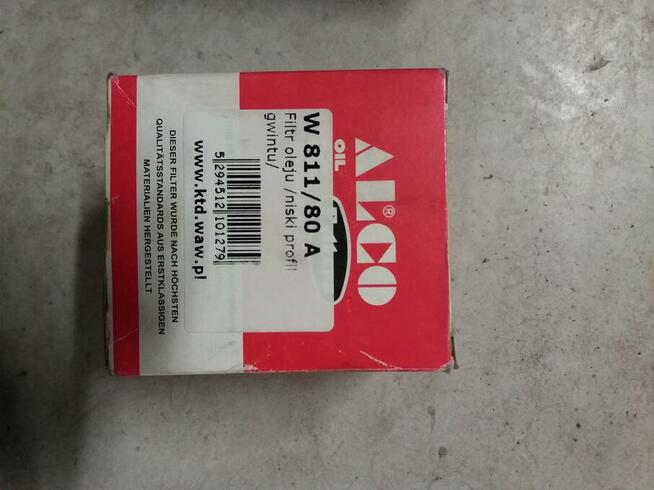 ALCO®
OIL
W 811/80 A
Filtr oleju /niski profil
gwintu/
5 294512 101279
www.ktd.waw.pl
DIESER FILTER WURDE NACH HÖCHSTEN
QUALITÄTSSTANDARDS AUS ERSTKLASSIGEN
MATERIALIEN HERGESTELLT